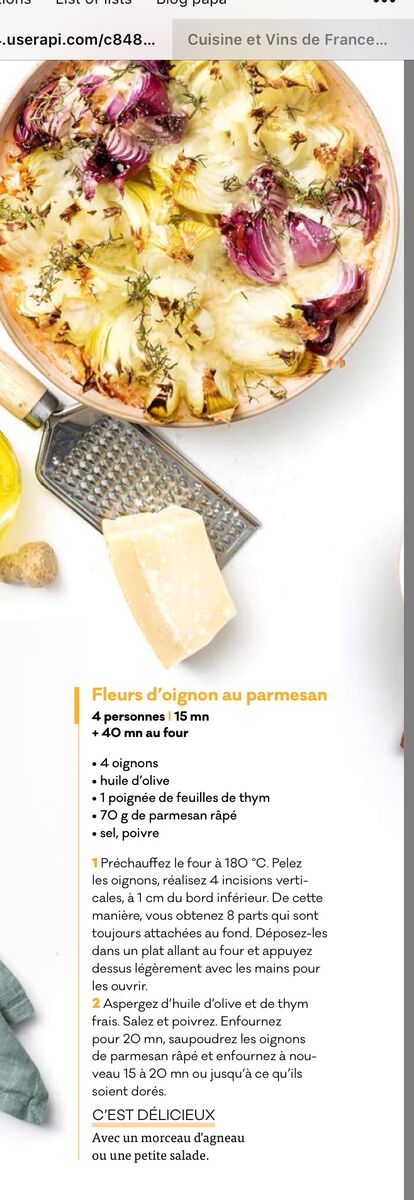 List of lists Blog papa
.userapi.com/c848...
Cuisine et Vins de France...
Fleurs d'oignon au parmesan
4 personnes | 15 mn
+ 40 mn au four
• 4 oignons
• huile d'olive
• 1 poignée de feuilles de thym
• 70 g de parmesan râpé
• sel, poivre
1 Préchauffez le four à 180 °C. Pelez
les oignons, réalisez 4 incisions verti-
cales, à 1 cm du bord inférieur. De cette
manière, vous obtenez 8 parts qui sont
toujours attachées au fond. Déposez-les
dans un plat allant au four et appuyez
dessus légèrement avec les mains pour
les ouvrir.
2 Aspergez d'huile d'olive et de thym
frais. Salez et poivrez. Enfournez
pour 20 mn, saupoudrez les oignons
de parmesan râpé et enfournez à nou-
veau 15 à 20 mn ou jusqu'à ce qu'ils
soient dorés.
C'EST DÉLICIEUX
Avec un morceau d'agneau
ou une petite salade.